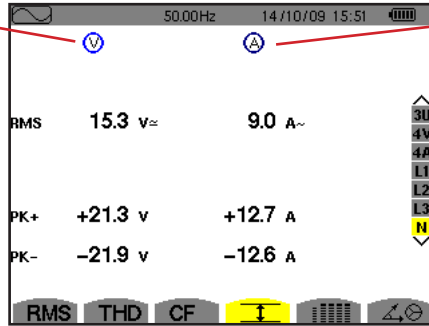 50.00Hz 14/10/09 15:51
V A
RMS 15.3 V≃ 9.0 A~
3U
4V
4A
L1
L2
L3
N
PK+ +21.3 V +12.7 A
PK- -21.9 V -12.6 A
RMS THD CF